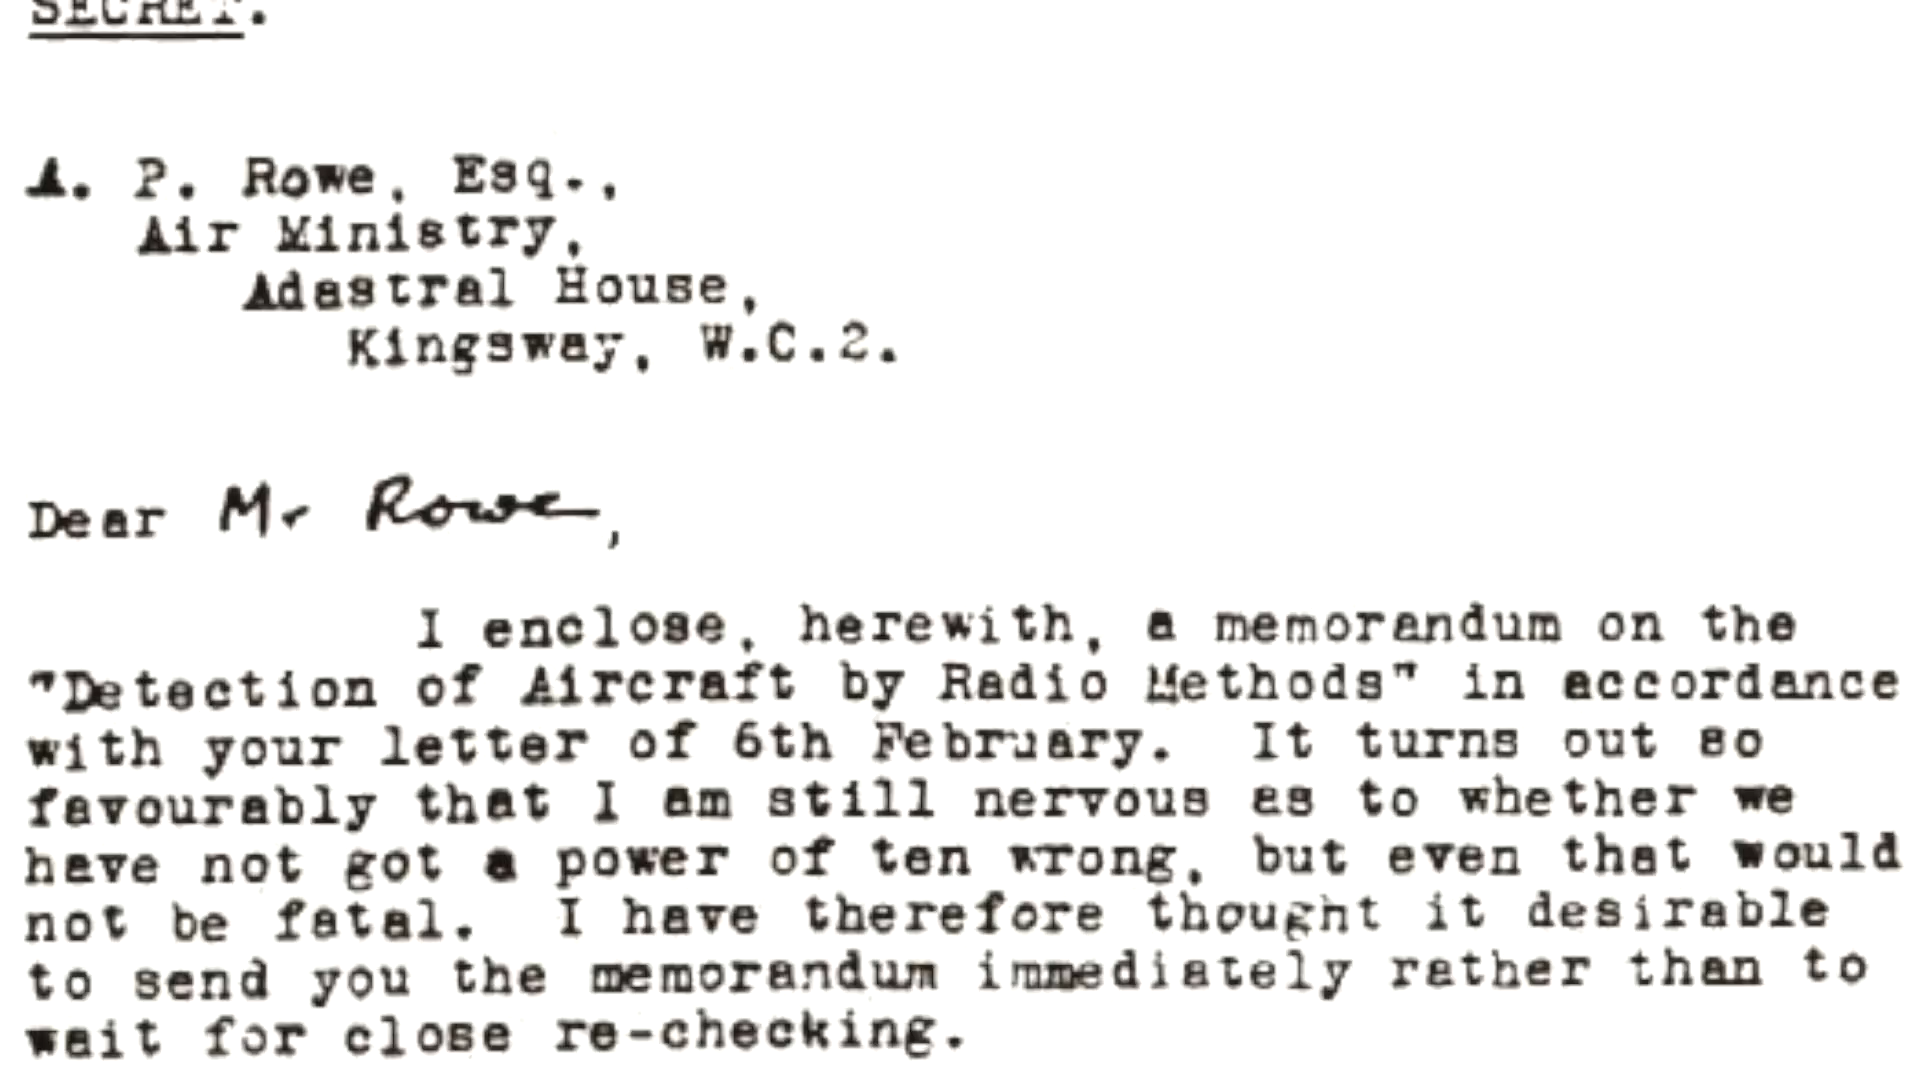 SECRET.
A. P. Rowe, Esq.,
Air Ministry,
Adastral House,
Kingsway, W.C.2.
Dear Mr Rowe,
I enclose, herewith, a memorandum on the
"Detection of Aircraft by Radio Methods" in accordance
with your letter of 6th February. It turns out so
favourably that I am still nervous as to whether we
have not got a power of ten wrong, but even that would
not be fatal. I have therefore thought it desirable
to send you the memorandum immediately rather than to
wait for close re-checking.